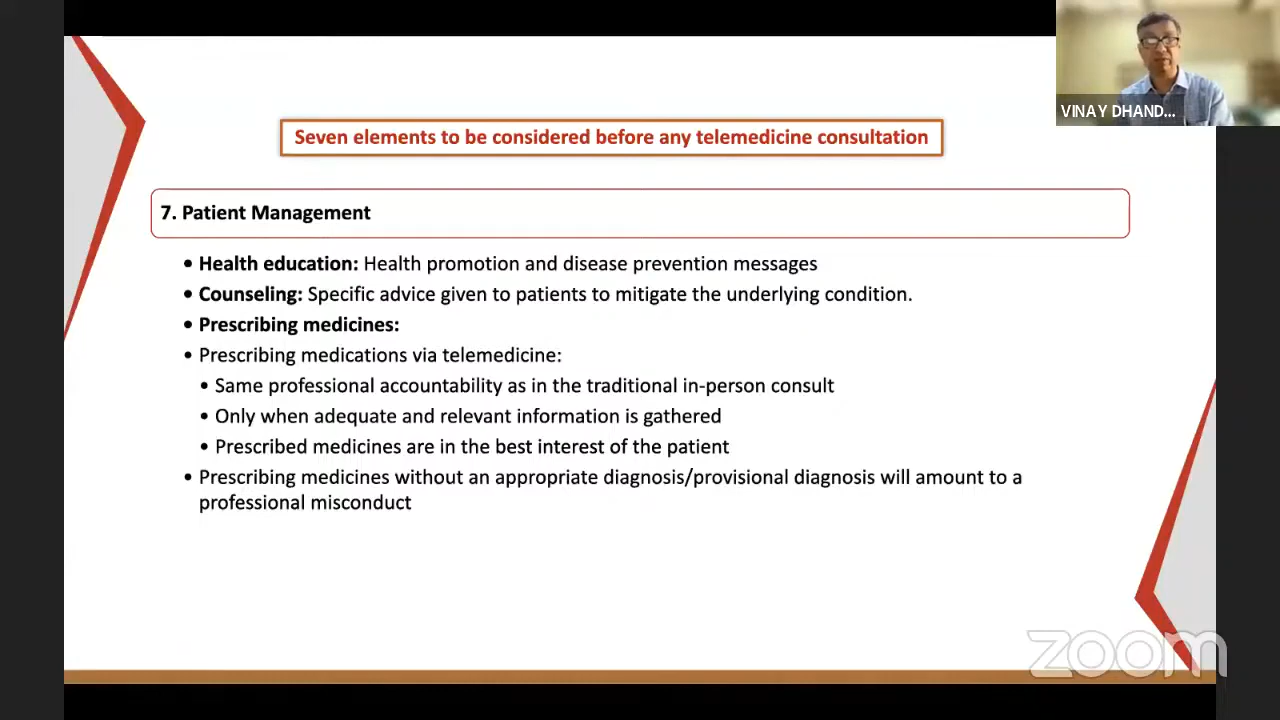 VINAY DHAND...
Seven elements to be considered before any telemedicine consultation
7. Patient Management
• Health education: Health promotion and disease prevention messages
• Counseling: Specific advice given to patients to mitigate the underlying condition.
• Prescribing medicines:
• Prescribing medications via telemedicine:
• Same professional accountability as in the traditional in-person consult
• Only when adequate and relevant information is gathered
• Prescribed medicines are in the best interest of the patient
• Prescribing medicines without an appropriate diagnosis/provisional diagnosis will amount to a
professional misconduct
zoom